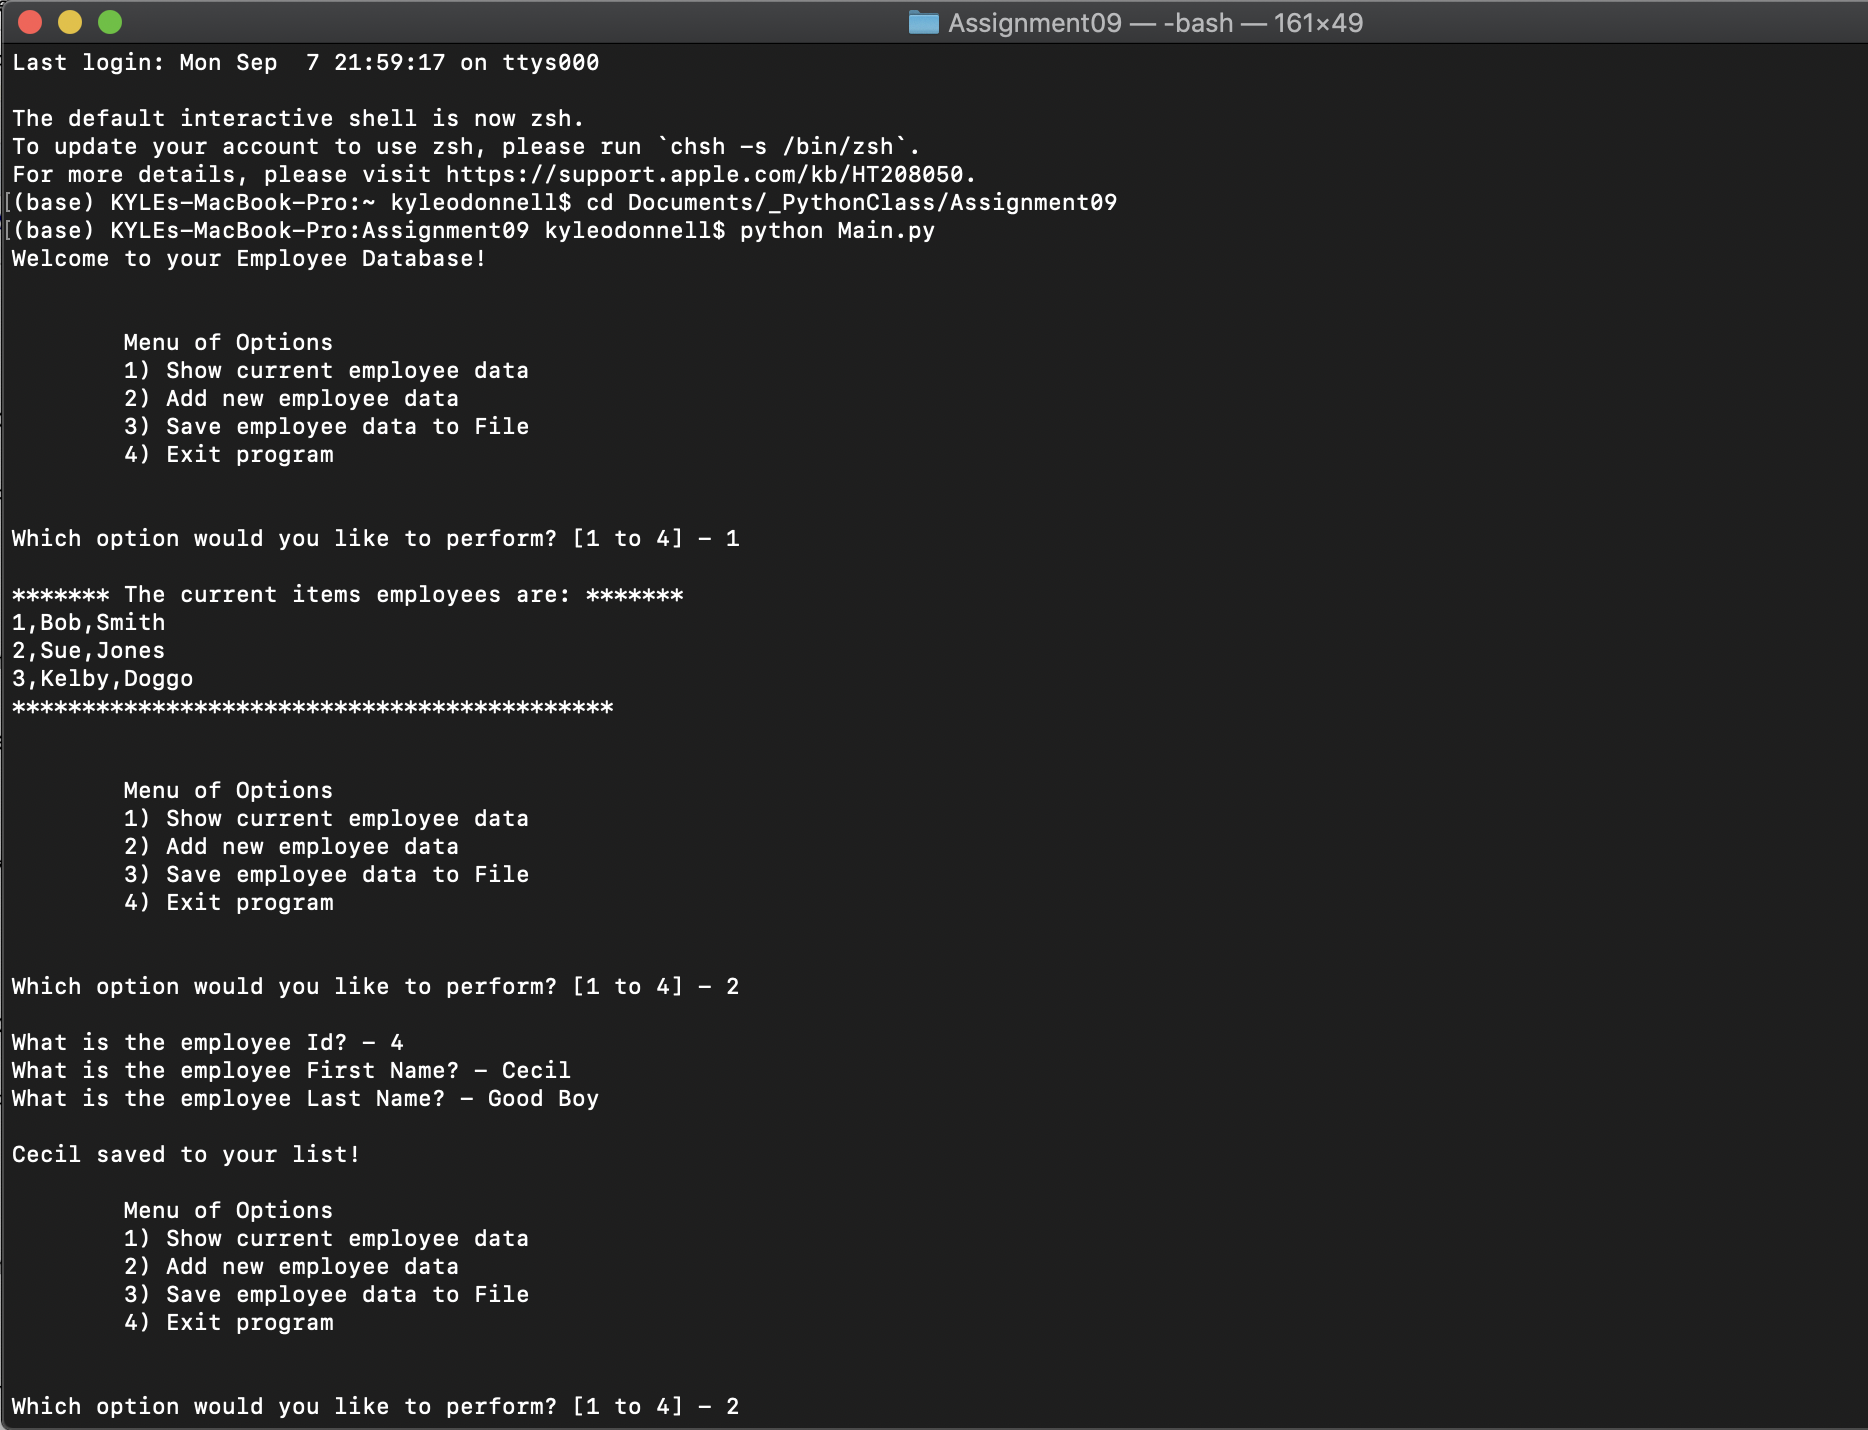 Assignment09 — -bash — 161×49
Last login: Mon Sep  7 21:59:17 on ttys000
The default interactive shell is now zsh.
To update your account to use zsh, please run `chsh -s /bin/zsh`.
For more details, please visit https://support.apple.com/kb/HT208050.
[(base) KYLEs-MacBook-Pro:~ kyleodonnell$ cd Documents/_PythonClass/Assignment09
[(base) KYLEs-MacBook-Pro:Assignment09 kyleodonnell$ python Main.py
Welcome to your Employee Database!
        Menu of Options
        1) Show current employee data
        2) Add new employee data
        3) Save employee data to File
        4) Exit program
Which option would you like to perform? [1 to 4] - 1
******* The current items employees are: *******
1,Bob,Smith
2,Sue,Jones
3,Kelby,Doggo
*******************************************
        Menu of Options
        1) Show current employee data
        2) Add new employee data
        3) Save employee data to File
        4) Exit program
Which option would you like to perform? [1 to 4] - 2
What is the employee Id? - 4
What is the employee First Name? - Cecil
What is the employee Last Name? - Good Boy
Cecil saved to your list!
        Menu of Options
        1) Show current employee data
        2) Add new employee data
        3) Save employee data to File
        4) Exit program
Which option would you like to perform? [1 to 4] - 2